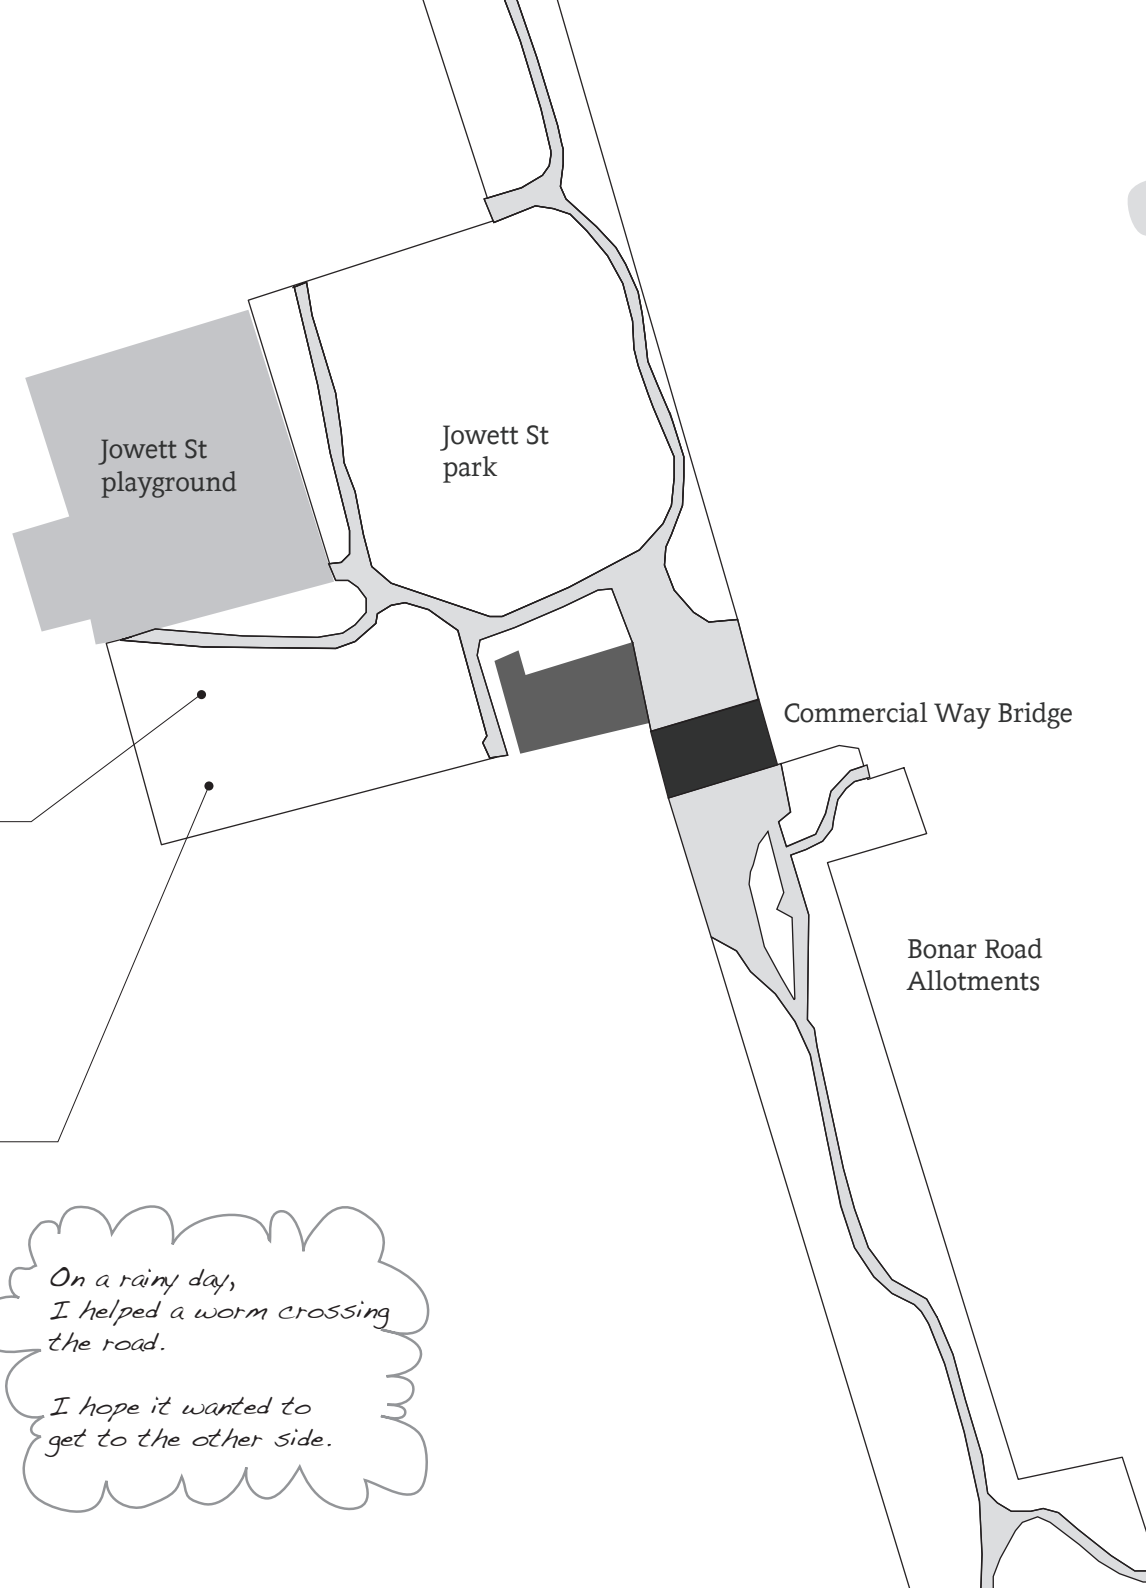 Jowett St
playground
Jowett St
park
Commercial Way Bridge
Bonar Road
Allotments
On a rainy day,
I helped a worm crossing
the road.
I hope it wanted to
get to the other side.